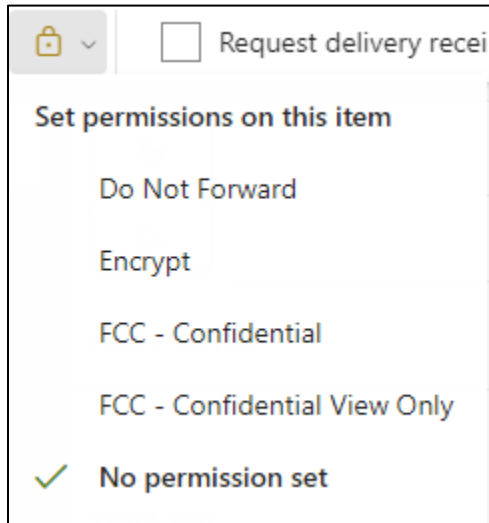 Request delivery recei
Set permissions on this item
Do Not Forward
Encrypt
FCC - Confidential
FCC - Confidential View Only
No permission set